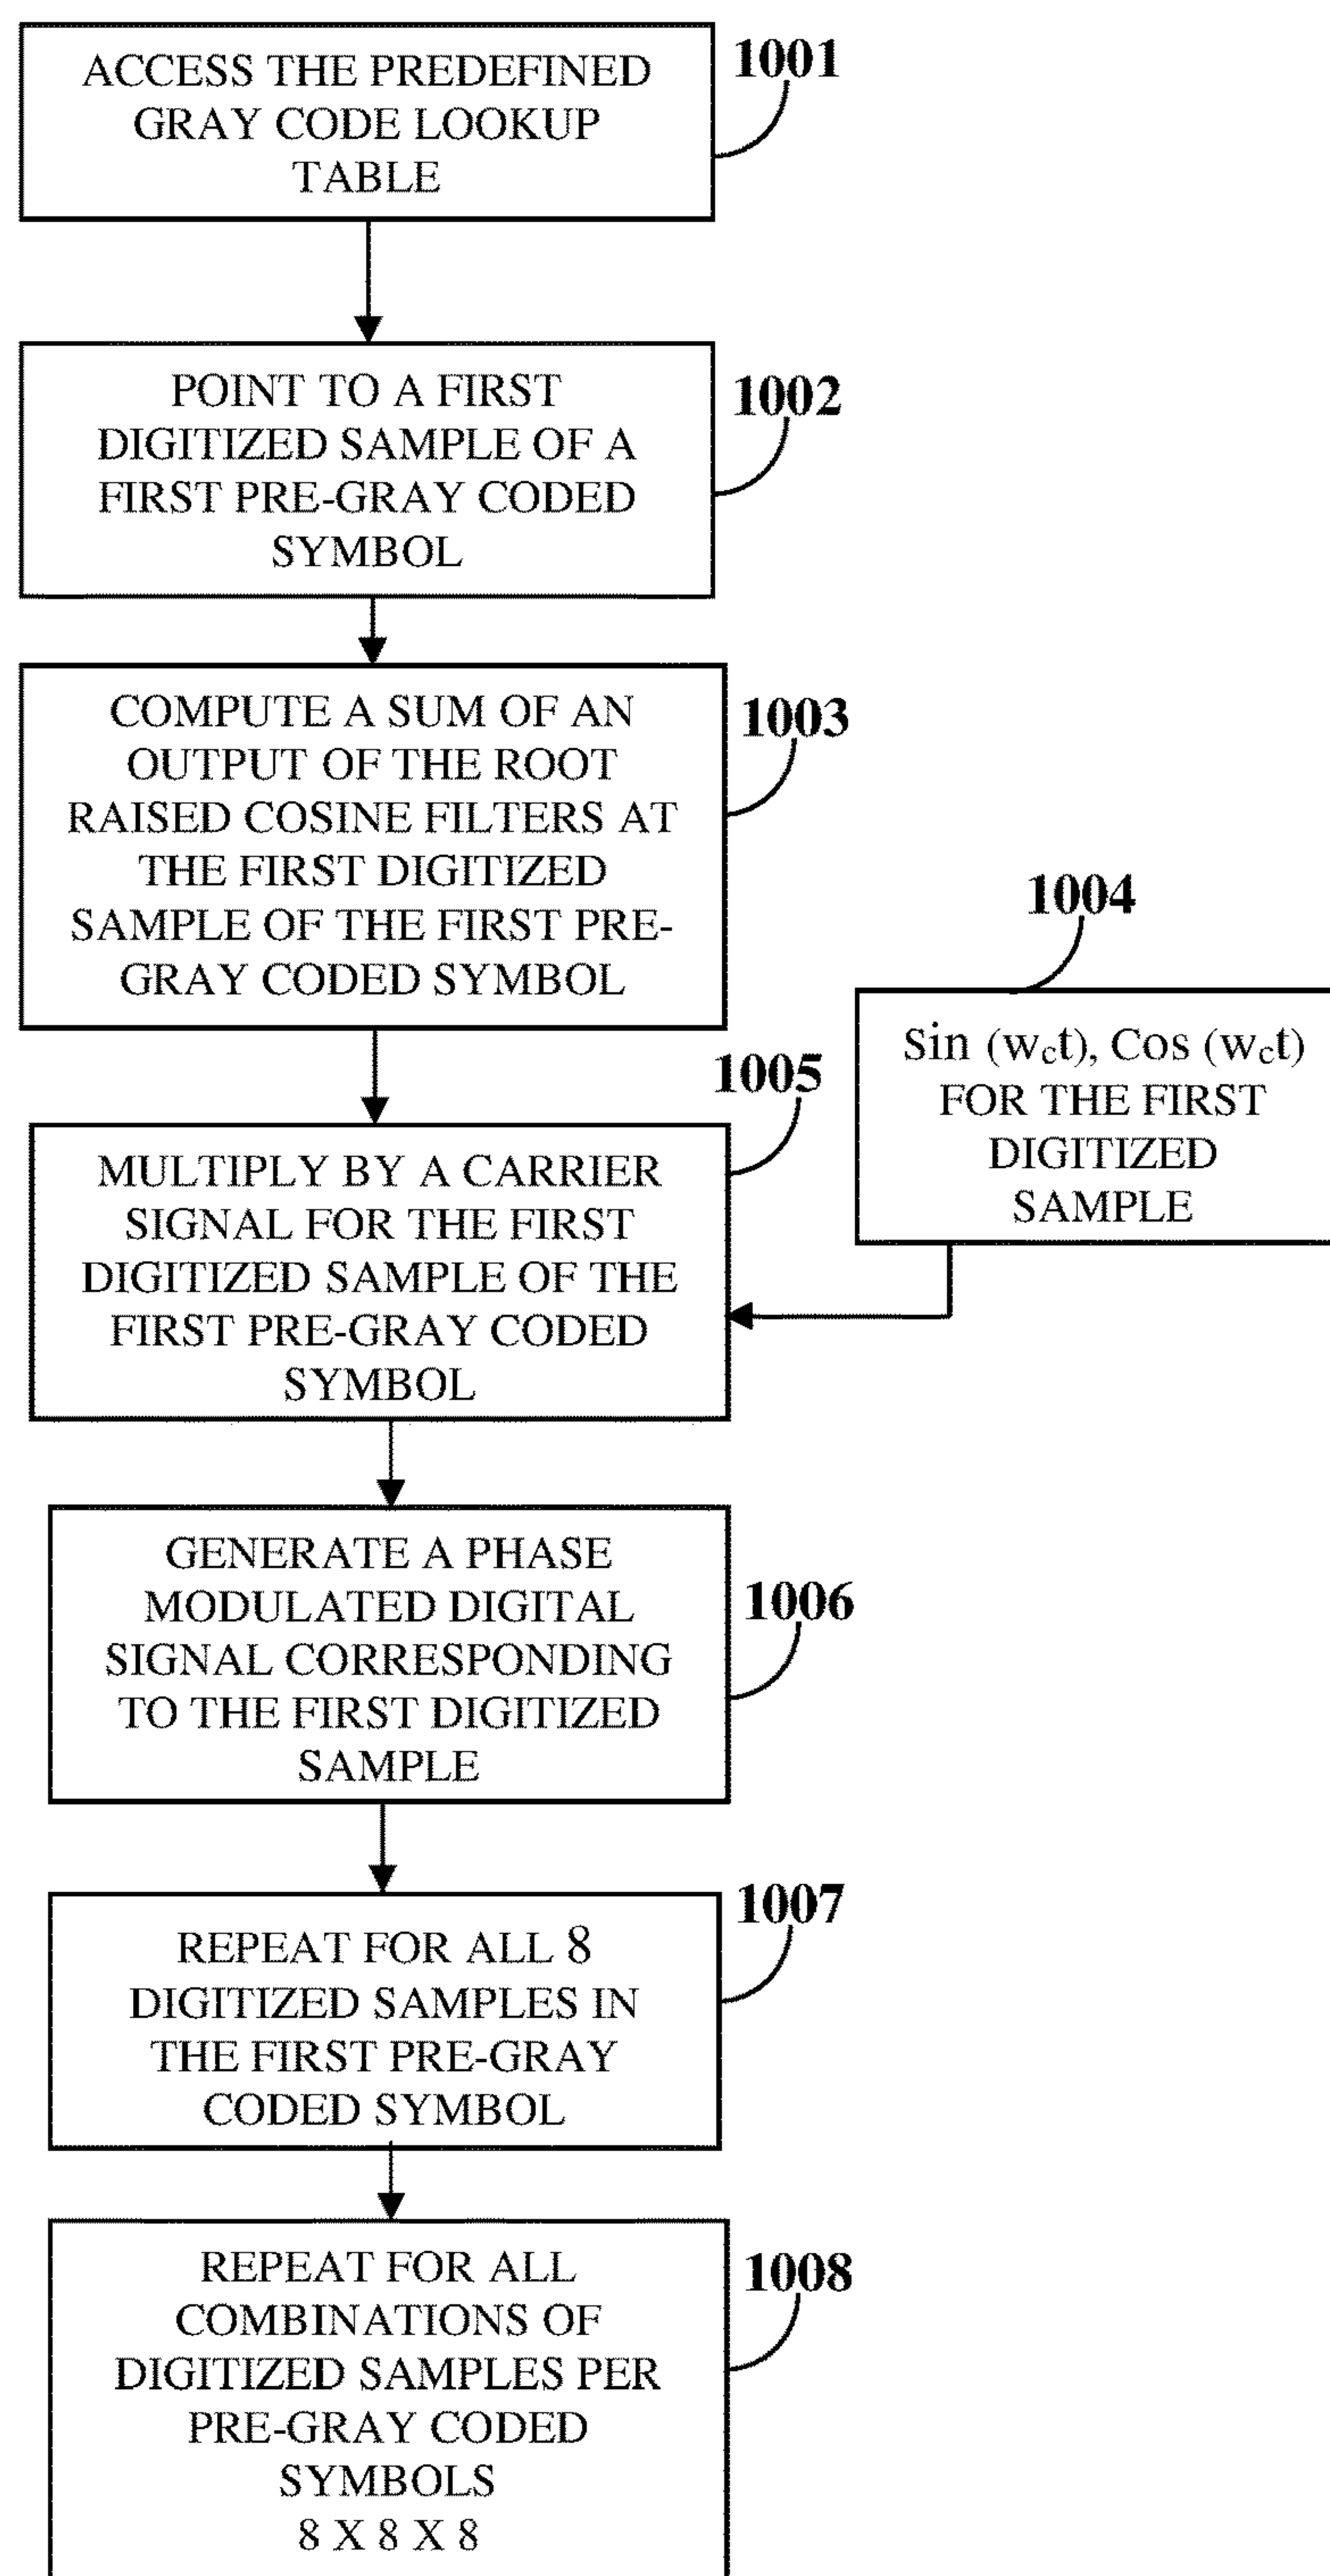 ACCESS THE PREDEFINED
GRAY CODE LOOKUP
TABLE
1001
POINT TO A FIRST
DIGITIZED SAMPLE OF A
FIRST PRE-GRAY CODED
SYMBOL
1002
COMPUTE A SUM OF AN
OUTPUT OF THE ROOT
RAISED COSINE FILTERS AT
THE FIRST DIGITIZED
SAMPLE OF THE FIRST PRE-
GRAY CODED SYMBOL
1003
1004
Sin (wct), Cos (wct)
FOR THE FIRST
DIGITIZED
SAMPLE
1005
MULTIPLY BY A CARRIER
SIGNAL FOR THE FIRST
DIGITIZED SAMPLE OF THE
FIRST PRE-GRAY CODED
SYMBOL
GENERATE A PHASE
MODULATED DIGITAL
SIGNAL CORRESPONDING
TO THE FIRST DIGITIZED
SAMPLE
1006
REPEAT FOR ALL 8
DIGITIZED SAMPLES IN
THE FIRST PRE-GRAY
CODED SYMBOL
1007
REPEAT FOR ALL
COMBINATIONS OF
DIGITIZED SAMPLES PER
PRE-GRAY CODED
SYMBOLS
8 X 8 X 8
1008